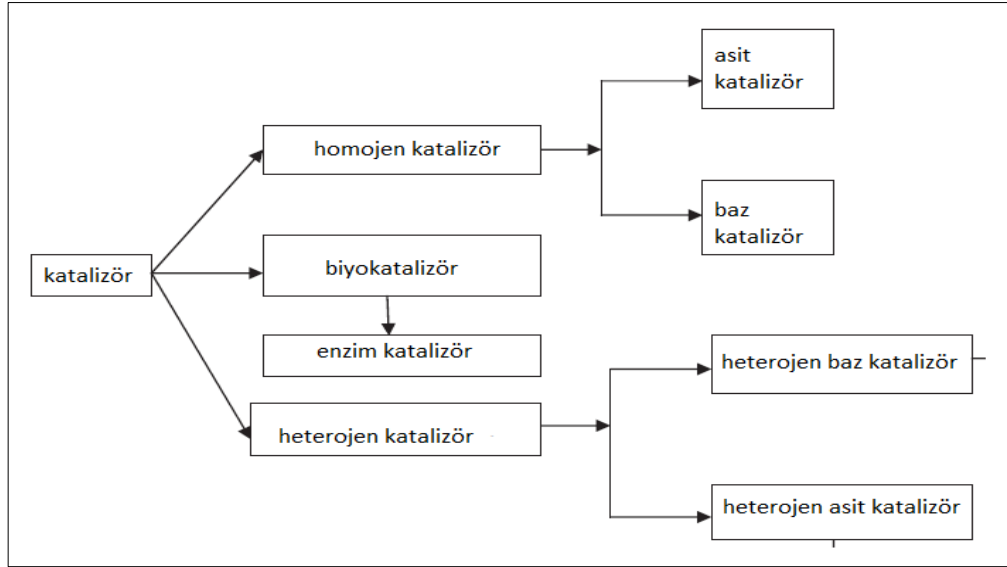 asit
katalizör
homojen katalizör
baz
katalizör
katalizör
biyokatalizör
enzim katalizör
heterojen baz katalizör
heterojen katalizör
heterojen asit katalizör